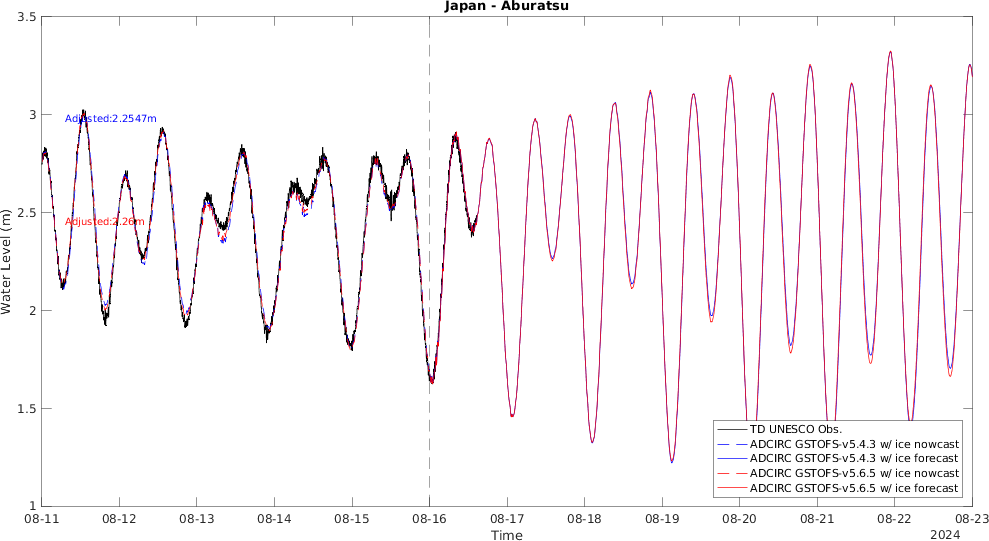 Japan - Aburatsu
3.5
3
2.5
2
1.5
1
Water Level (m)
Adjusted:2.2547m
Adjusted:2.26m
TD UNESCO Obs.
ADCIRC GSTOFS-v5.4.3 w/ ice nowcast
ADCIRC GSTOFS-v5.4.3 w/ ice forecast
ADCIRC GSTOFS-v5.6.5 w/ ice nowcast
ADCIRC GSTOFS-v5.6.5 w/ ice forecast
08-11 08-12 08-13 08-14 08-15 08-16 08-17 08-18 08-19 08-20 08-21 08-22 08-23
Time
2024